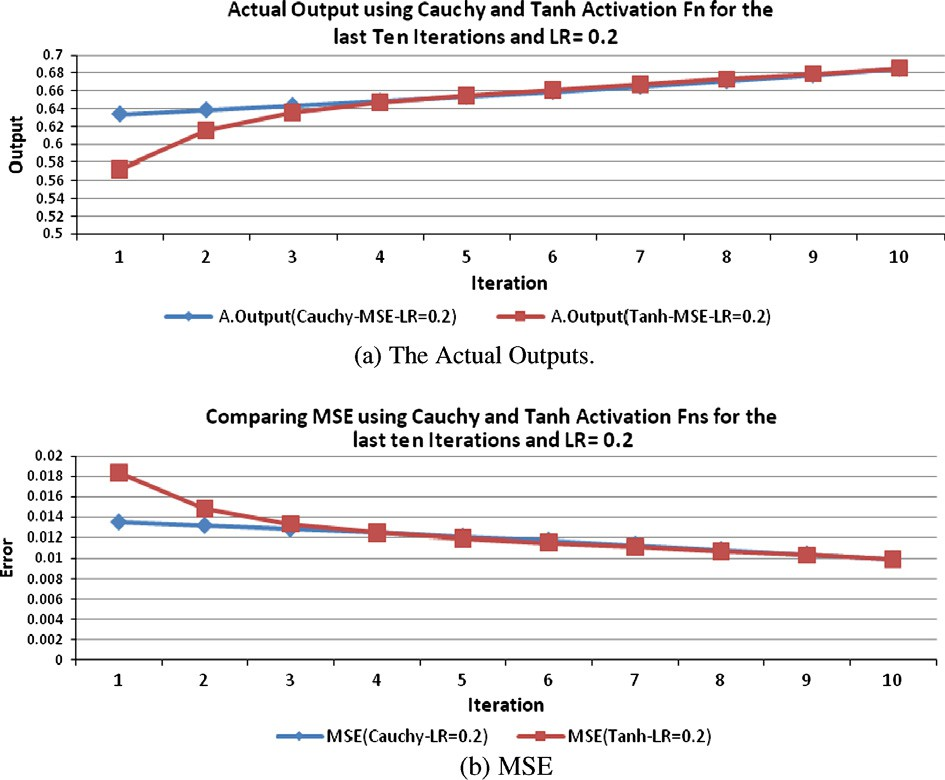 Actual Output using Cauchy and Tanh Activation Fn for the
last Ten Iterations and LR= 0.2
0.7
0.68
0.66
0.64
0.62
0.6
0.58
0.56
0.54
0.52
0.5
Output
1 2 3 4 5 6 7 8 9 10
Iteration
A.Output(Cauchy-MSE-LR=0.2) A.Output(Tanh-MSE-LR=0.2)
(a) The Actual Outputs.
Comparing MSE using Cauchy and Tanh Activation Fns for the
last ten Iterations and LR= 0.2
0.02
0.018
0.016
0.014
0.012
0.01
0.008
0.006
0.004
0.002
0
Error
1 2 3 4 5 6 7 8 9 10
Iteration
MSE(Cauchy-LR=0.2) MSE(Tanh-LR=0.2)
(b) MSE